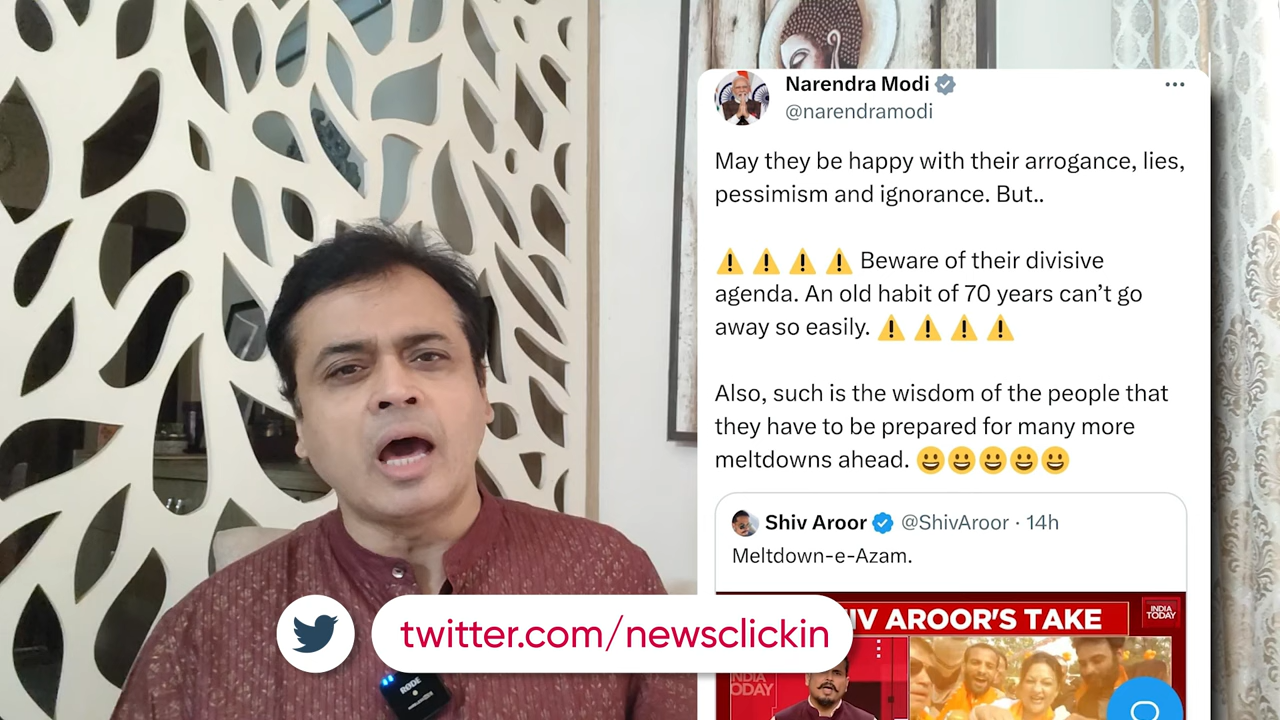 Narendra Modi
@narendramodi
May they be happy with their arrogance, lies,
pessimism and ignorance. But..
⚠️ ⚠️ ⚠️ ⚠️ Beware of their divisive
agenda. An old habit of 70 years can’t go
away so easily. ⚠️ ⚠️ ⚠️ ⚠️
Also, such is the wisdom of the people that
they have to be prepared for many more
meltdowns ahead. 😀😀😀😀😀
Shiv Aroor @ShivAroor · 14h
Meltdown-e-Azam.
IV AROOR'S TAKE
INDIA
TODAY
twitter.com/newsclickin
INDIA
TODAY
RØDE